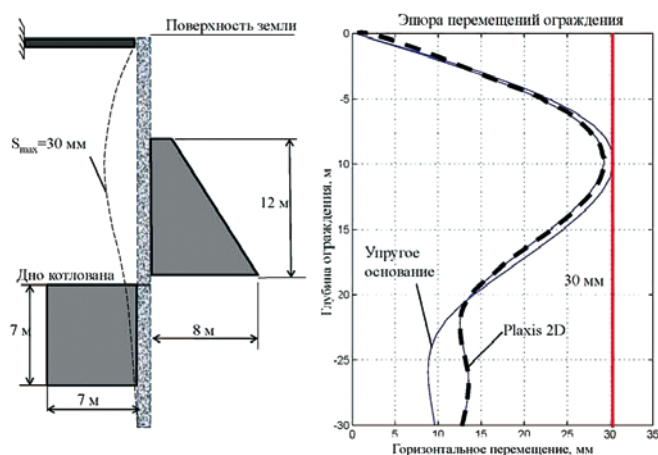 Поверхность земли
Smax=30 мм
12 м
Дно котлована
7 м
8 м
7 м
Эпюра перемещений ограждения
Глубина ограждения, м
0
-5
-10
-15
20
-25
-30
Упругое
основание
30 мм
Plaxis 2D
0 5 10 15 20 25 30 35
Горизонтальное перемещение, мм